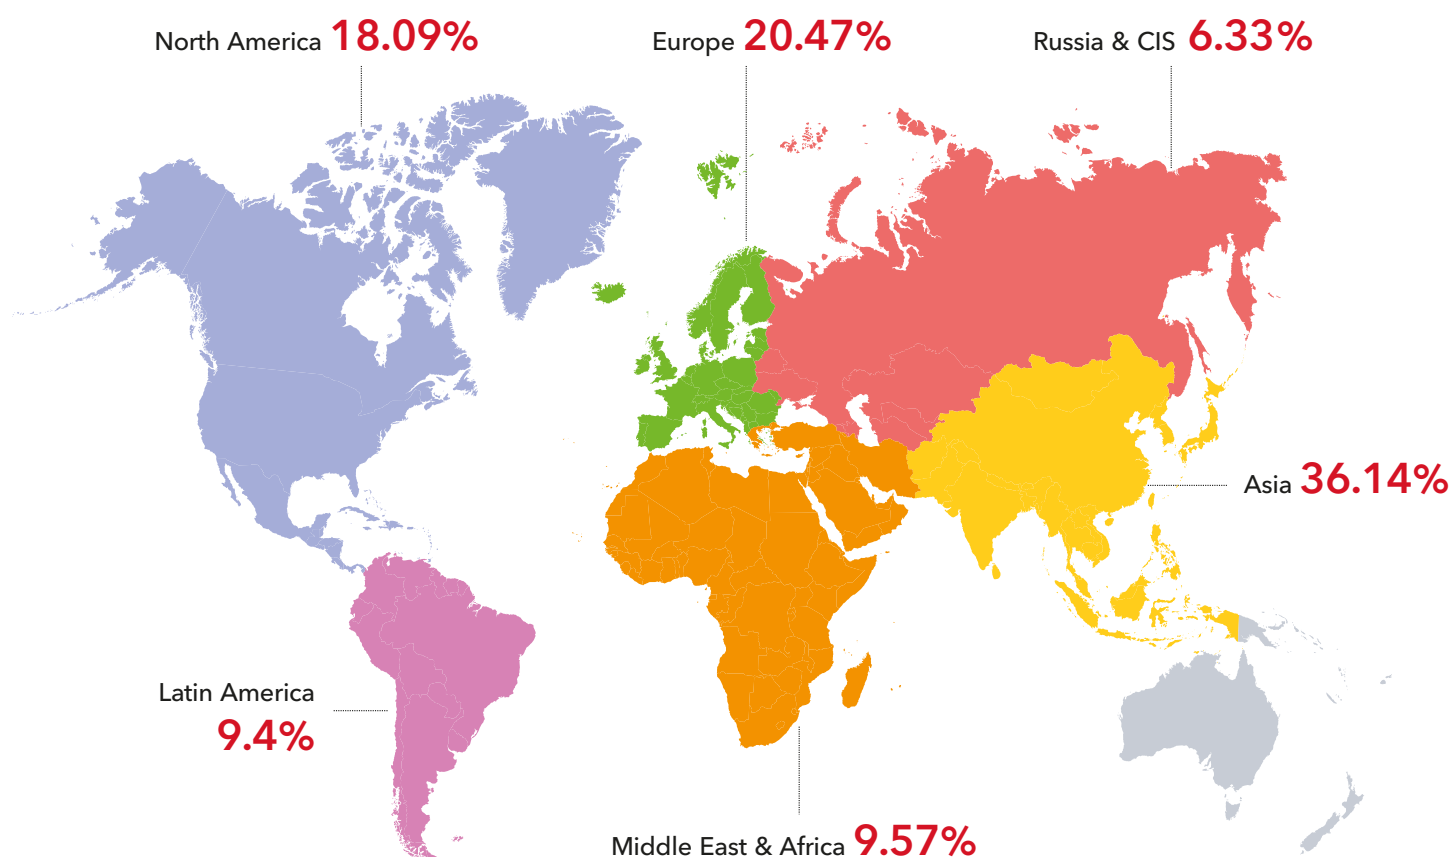 North America 18.09%
Europe 20.47%
Russia & CIS 6.33%
Asia 36.14%
Latin America
9.4%
Middle East & Africa 9.57%